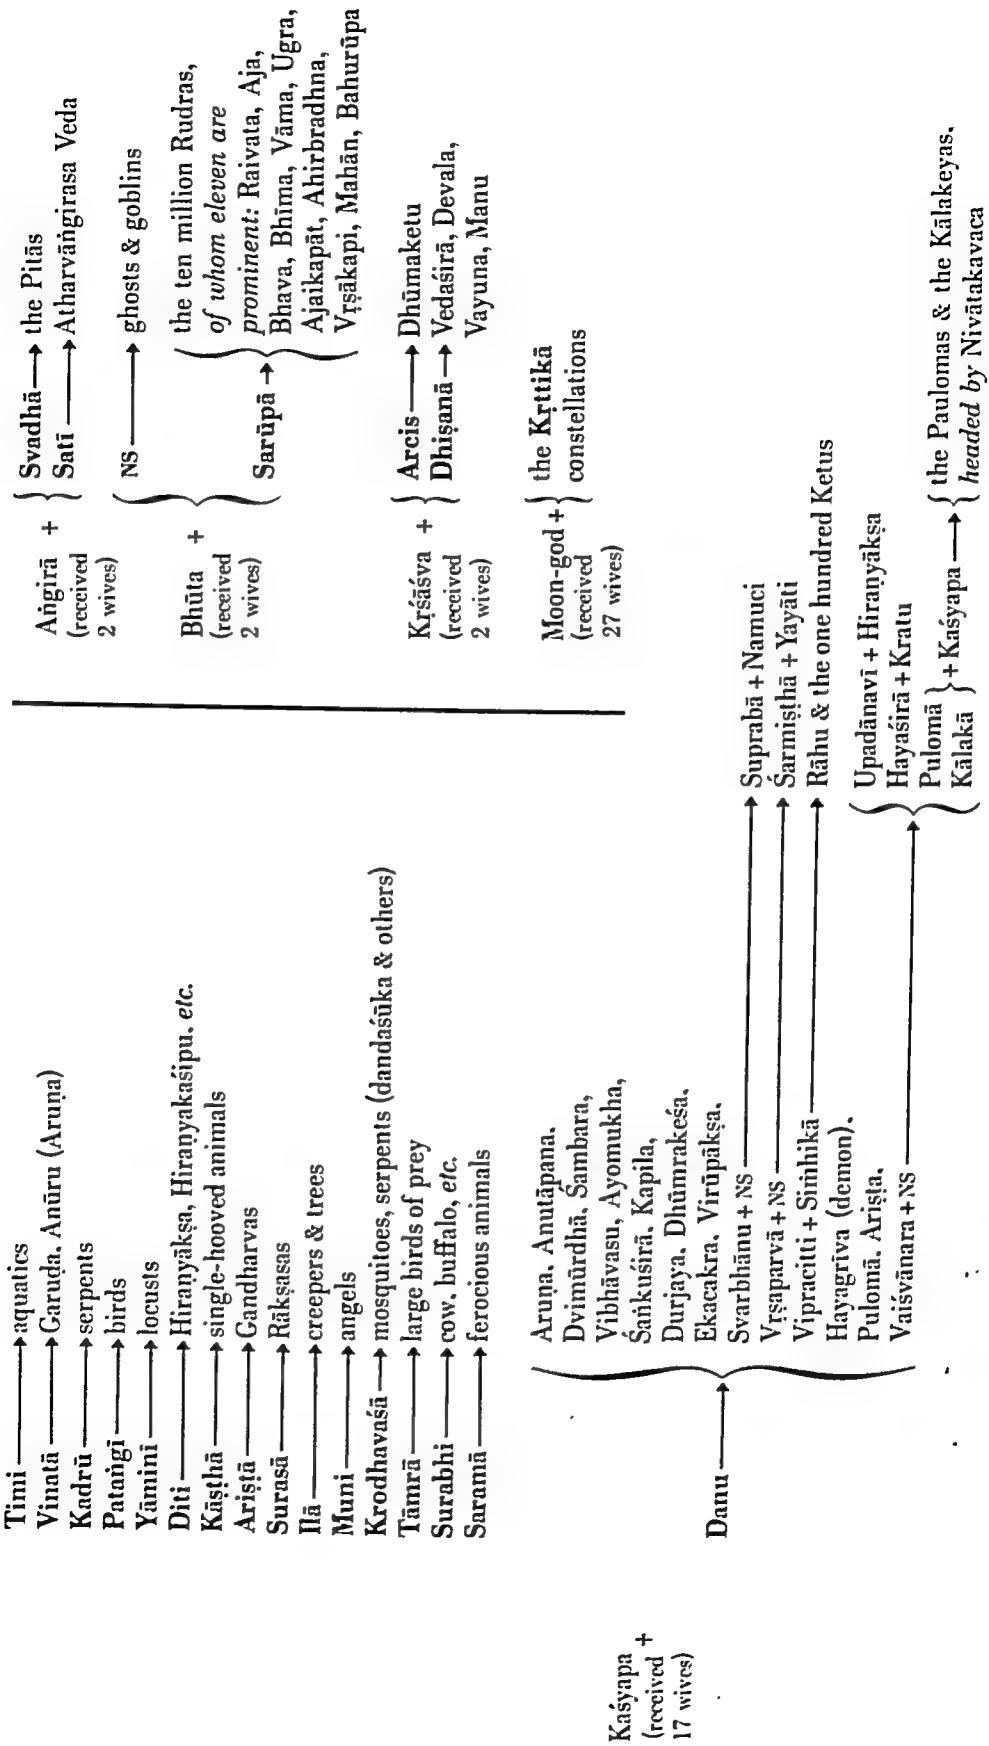 Timi → aquatics
Vinatā → Garuḍa. Anūru (Aruṇa)
Kadrū → serpents
Pataṅgī → birds
Yāminī → locusts
Diti → Hiraṇyākṣa, Hiraṇyakaśipu. etc.
Kāṣṭhā → single-hooved animals
Ariṣṭā → Gandharvas
Surasā → Rākṣasas
Ilā → creepers & trees
Muni → angels
Krodhavaśā → mosquitoes, serpents (dandaśūka & others)
Tāmrā → large birds of prey
Surabhi → cow. buffalo, etc.
Saramā → ferocious animals
Kaśyapa +
(received
17 wives)
Danu →
Aruṇa. Anutāpana.
Dvimūrdhā. Śambara,
Vibhāvasu, Ayomukha,
Śaṅkuśirā. Kapila,
Durjaya. Dhūmrakeśa.
Ekacakra. Virūpākṣa.
Svarbhānu + NS → Suprabā + Namuci
Vṛṣaparvā + NS → Śarmiṣṭhā + Yayāti
Vipracitti + Siṁhikā → Rāhu & the one hundred Ketus
Hayagrīva (demon).
Pulomā. Ariṣṭa.
Vaiśvānara + NS →
Upadānavī + Hiraṇyākṣa
Hayaśirā + Kratu
Pulomā
Kālakā
+ Kaśyapa →
the Paulomas & the Kālakeyas.
headed by Nivātakavaca
Aṅgirā +
(received
2 wives)
Svadhā → the Pitās
Satī → Atharvāṅgirasa Veda
Bhūta +
(received
2 wives)
NS → ghosts & goblins
Sarūpā →
the ten million Rudras,
of whom eleven are
prominent: Raivata, Aja,
Bhava, Bhīma, Vāma, Ugra,
Ajaikapāt, Ahirbradhna,
Vṛṣākapi, Mahān, Bahurūpa
Kṛśāśva +
(received
2 wives)
Arcis → Dhūmaketu
Dhiṣanā → Vedaśirā, Devala,
Vayuna, Manu
Moon-god +
(received
27 wives)
the Kṛttikā
constellations